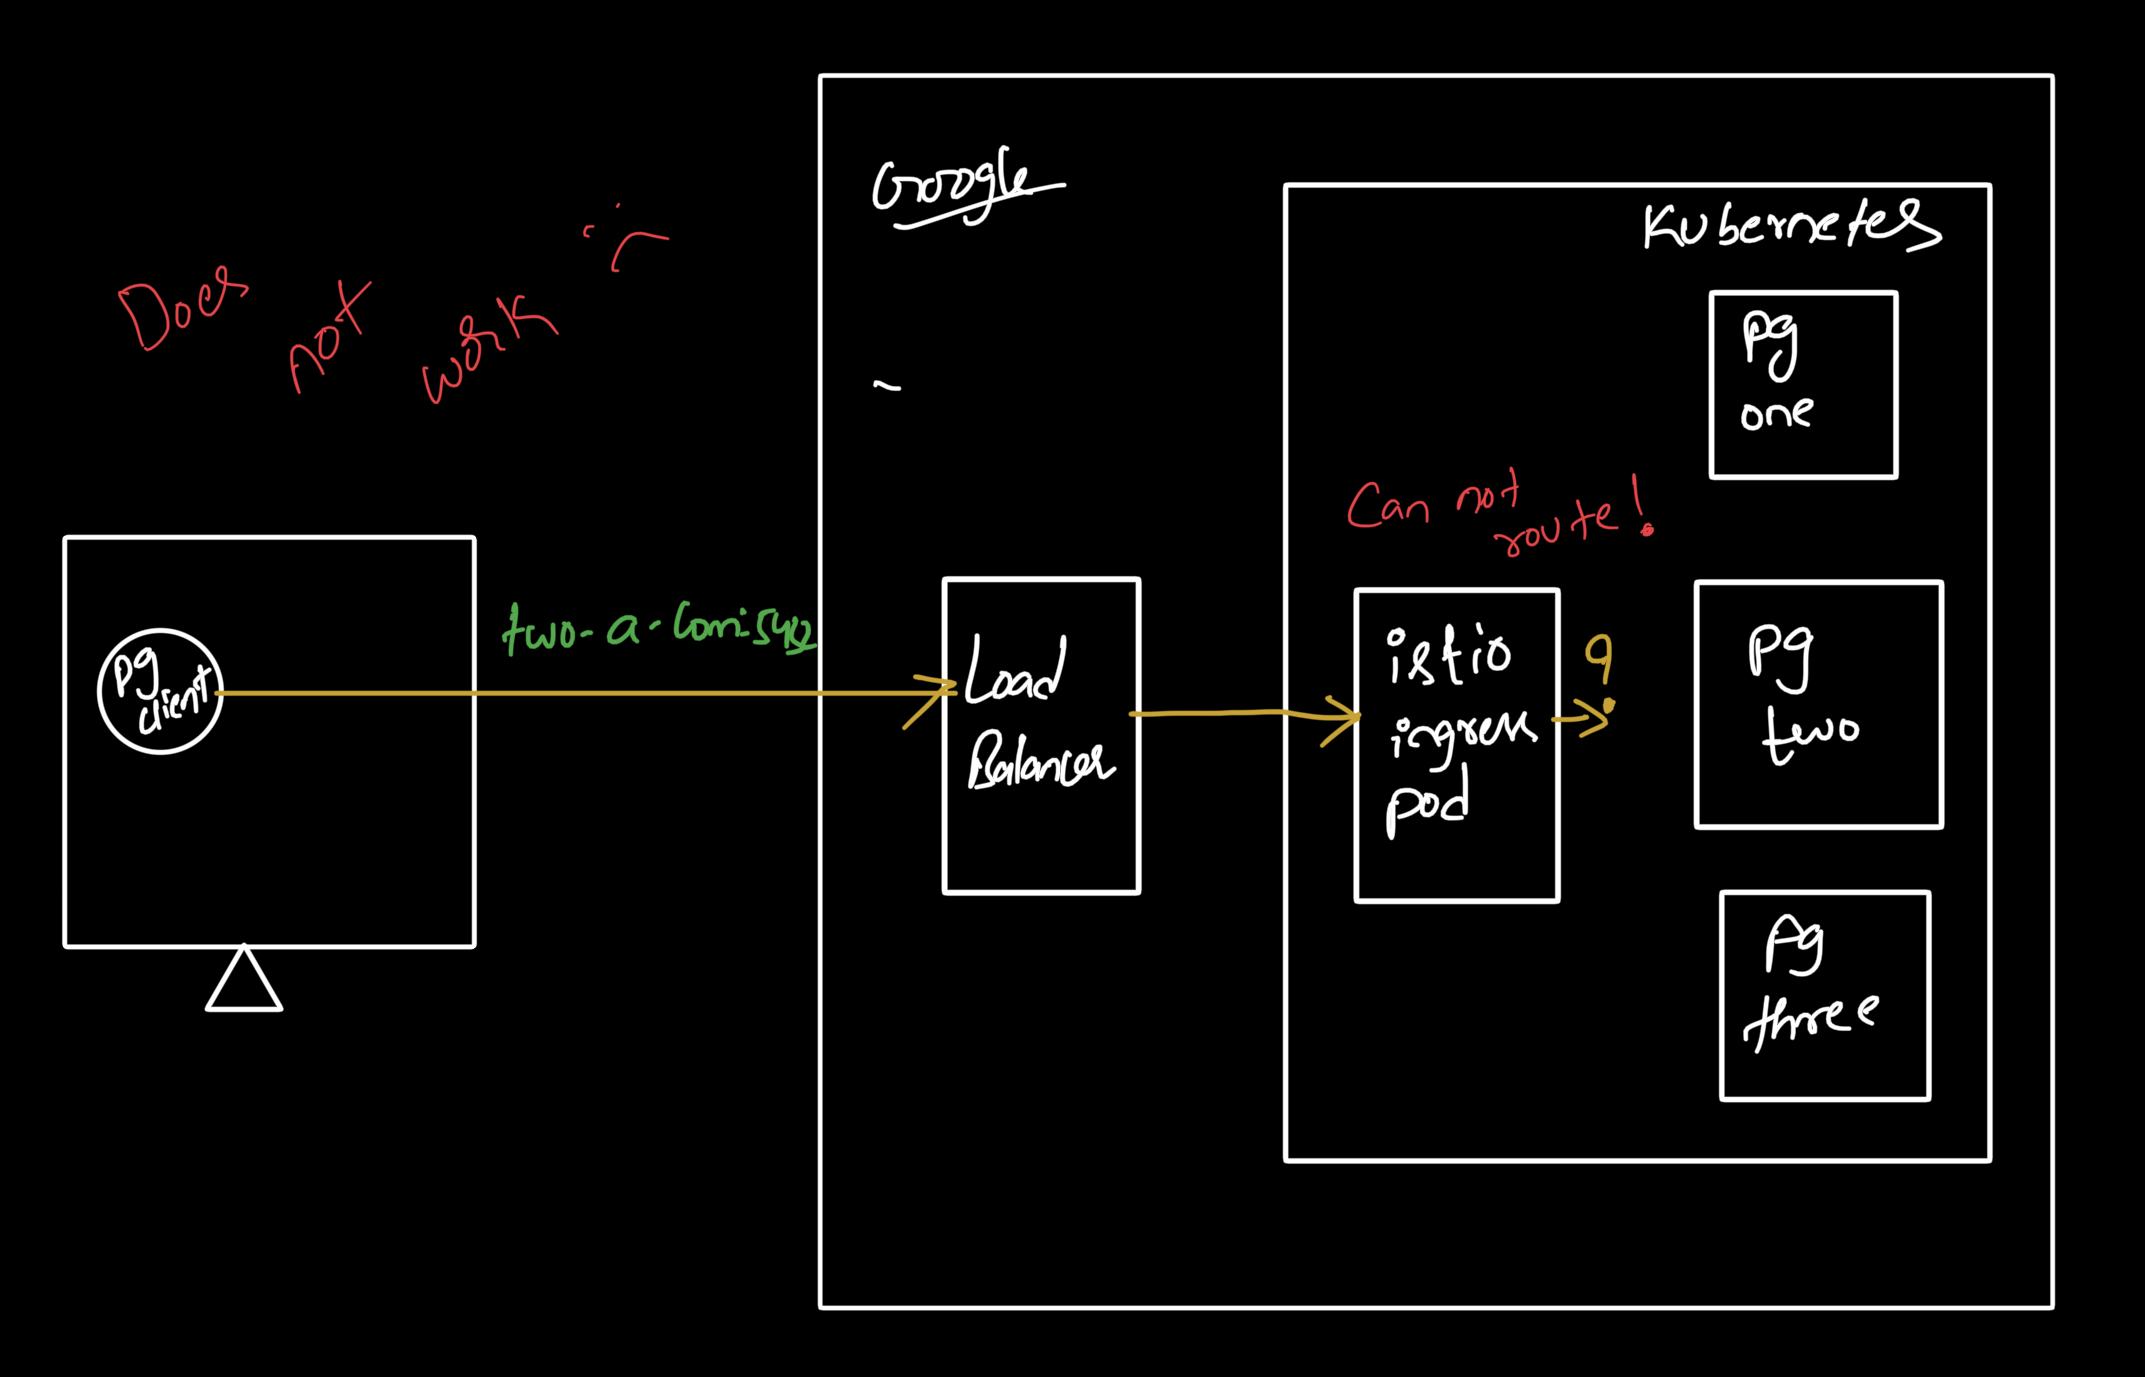 Does not work :(
Google
Kubernetes
pg
one
Can not
route!
two-a-com:5432
pg
client
Load
Balancer
istio
ingress
pod
?
pg
two
pg
three